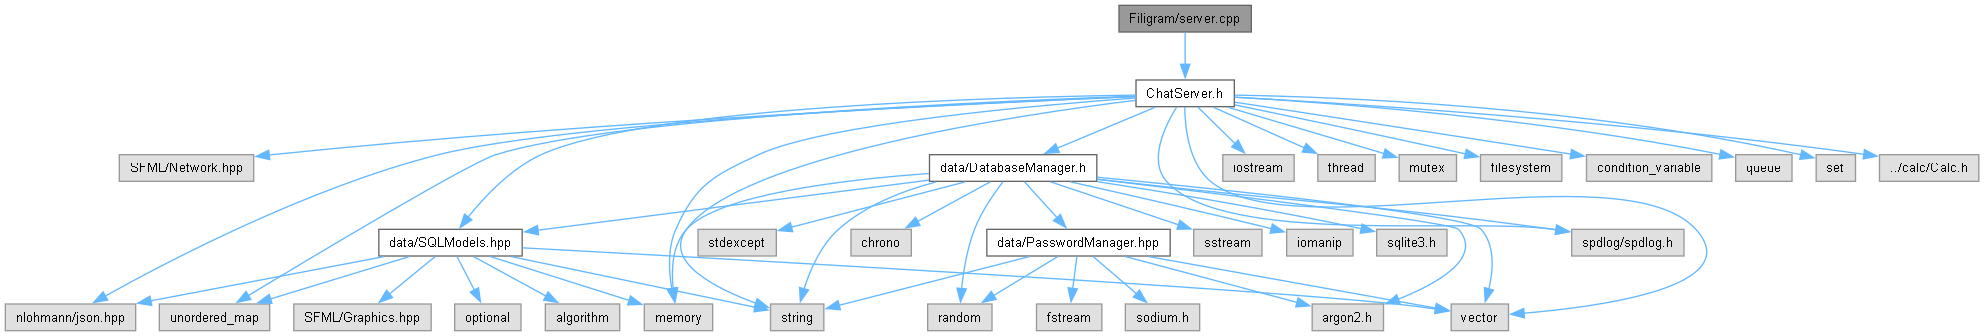 Filigram/server.cpp
ChatServer.h
SFML/Network.hpp
data/DatabaseManager.h
iostream
thread
mutex
filesystem
condition_variable
queue
set
../calc/Calc.h
data/SQLModels.hpp
stdexcept
chrono
data/PasswordManager.hpp
sstream
iomanip
sqlite3.h
spdlog/spdlog.h
nlohmann/json.hpp
unordered_map
SFML/Graphics.hpp
optional
algorithm
memory
string
random
fstream
sodium.h
argon2.h
vector